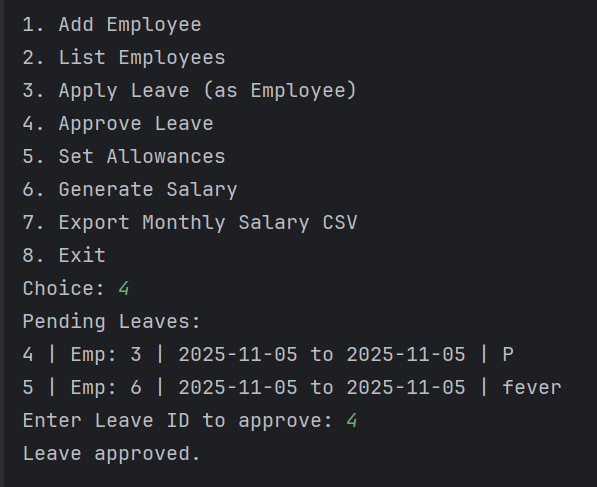 1. Add Employee
2. List Employees
3. Apply Leave (as Employee)
4. Approve Leave
5. Set Allowances
6. Generate Salary
7. Export Monthly Salary CSV
8. Exit
Choice: 4
Pending Leaves:
4 | Emp: 3 | 2025-11-05 to 2025-11-05 | P
5 | Emp: 6 | 2025-11-05 to 2025-11-05 | fever
Enter Leave ID to approve: 4
Leave approved.